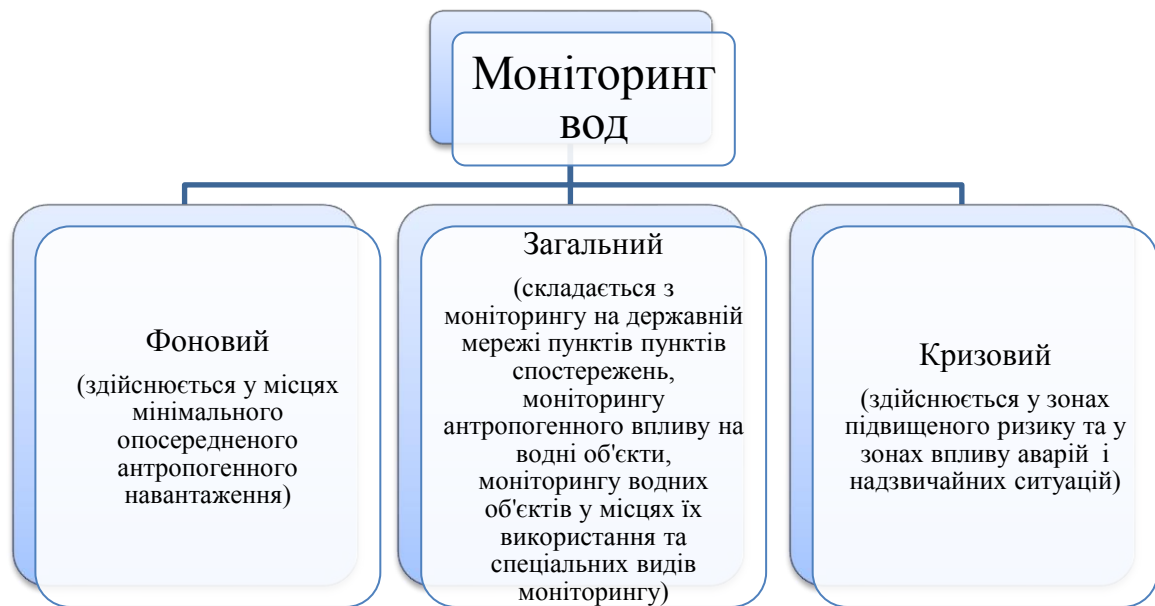 Моніторинг
вод
Фоновий
(здійснюється у місцях
мінімального
опосередненого
антропогенного
навантаження)
Загальний
(складається з
моніторингу на державній
мережі пунктів пунктів
спостережень,
моніторингу
антропогенного впливу на
водні об'єкти,
моніторингу водних
об'єктів у місцях їх
використання та
спеціальних видів
моніторингу)
Кризовий
(здійснюється у зонах
підвищеного ризику та у
зонах впливу аварій і
надзвичайних ситуацій)